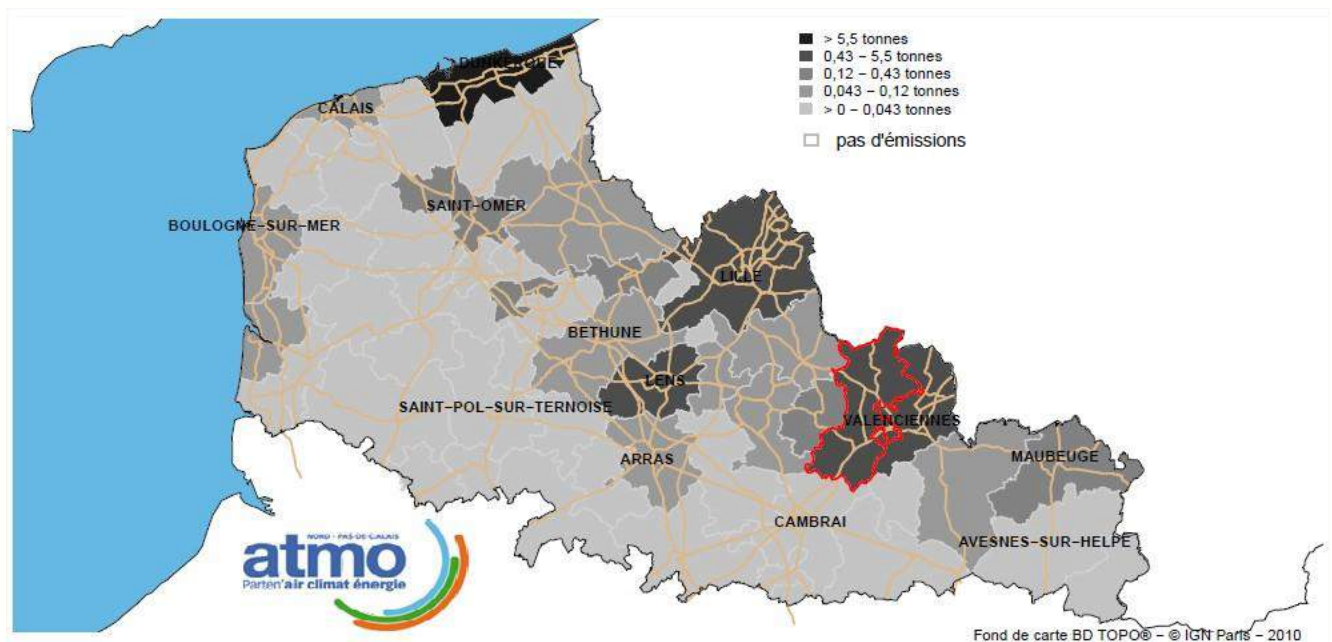 > 5,5 tonnes
0,43 − 5,5 tonnes
0,12 − 0,43 tonnes
0,043 − 0,12 tonnes
> 0 − 0,043 tonnes
pas d'émissions
DUNKERQUE
CALAIS
SAINT−OMER
BOULOGNE−SUR−MER
LILLE
BETHUNE
LENS
SAINT−POL−SUR−TERNOISE
VALENCIENNES
ARRAS
MAUBEUGE
CAMBRAI
AVESNES−SUR−HELPE
NORD - PAS-DE-CALAIS
atmo
Parten'air climat énergie
Fond de carte BD TOPO® − © IGN Paris − 2010